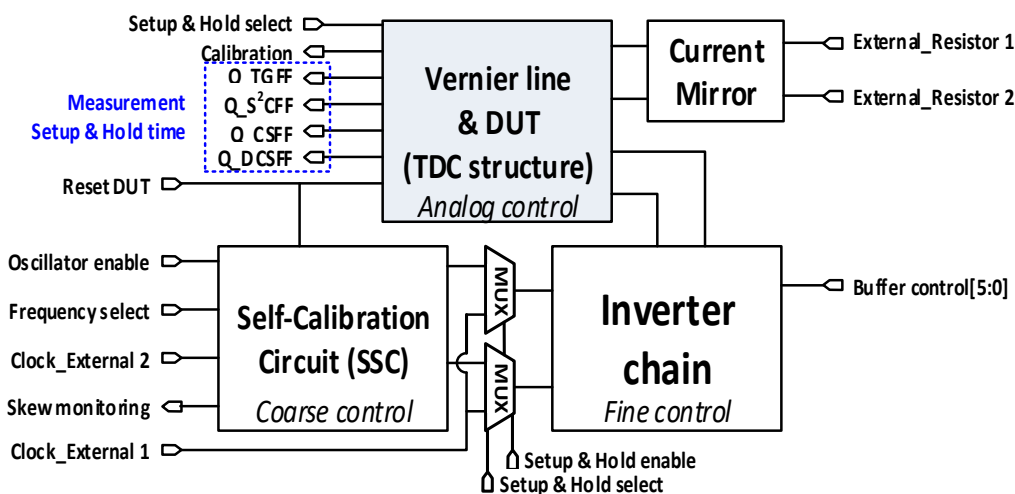 Setup & Hold select
Calibration
Q_TGFF
Q_S²CFF
Q_CSFF
Q_DCSFF
Measurement
Setup & Hold time
Reset DUT
Vernier line
& DUT
(TDC structure)
Analog control
Current
Mirror
External_Resistor 1
External_Resistor 2
Oscillator enable
Frequency select
Clock_External 2
Skew monitoring
Clock_External 1
Self-Calibration
Circuit (SSC)
Coarse control
MUX
MUX
Inverter
chain
Fine control
Buffer control[5:0]
Setup & Hold enable
Setup & Hold select